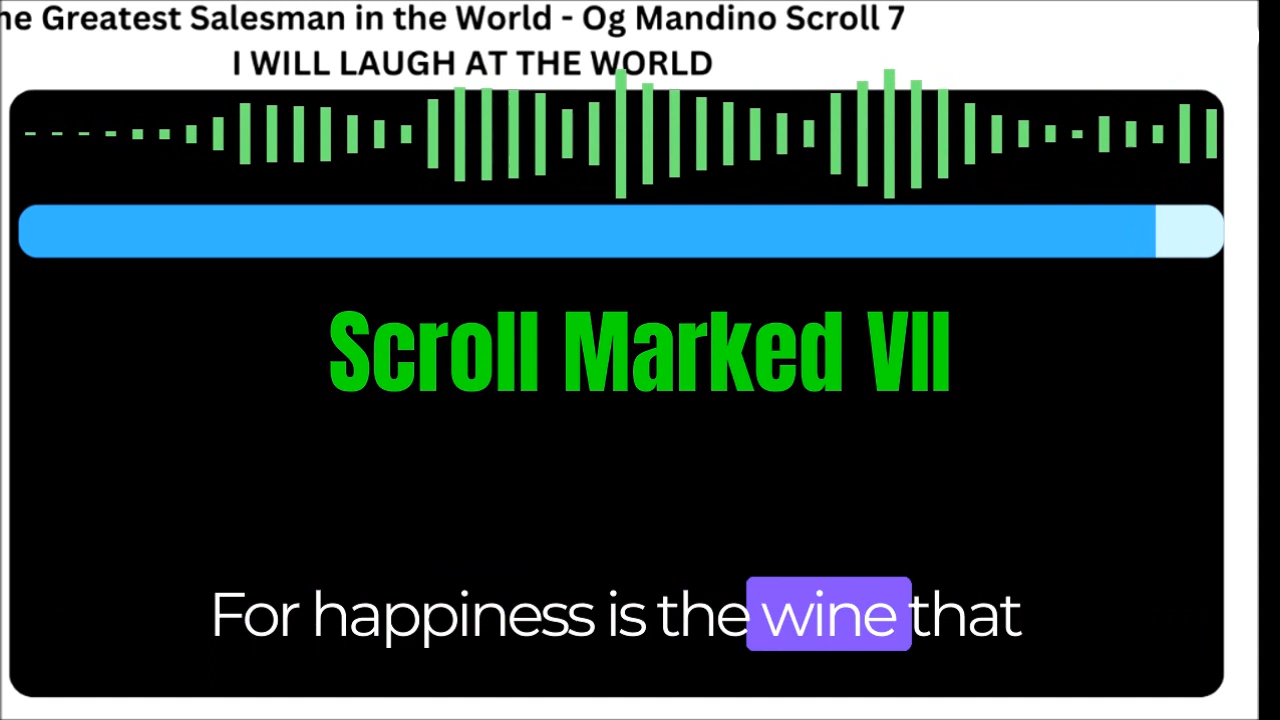 he Greatest Salesman in the World - Og Mandino Scroll 7
I WILL LAUGH AT THE WORLD
Scroll Marked VII
For happiness is the wine that